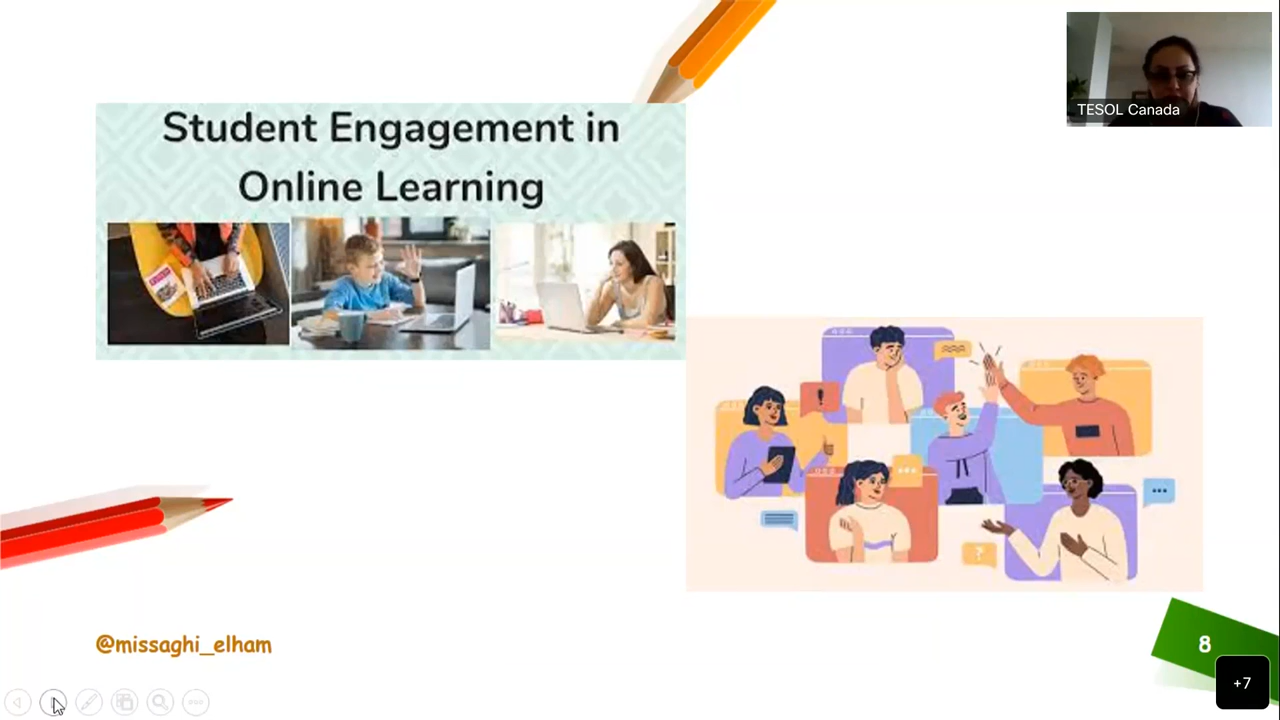 Student Engagement in
Online Learning
TESOL Canada
@missaghi_elham
8
+7